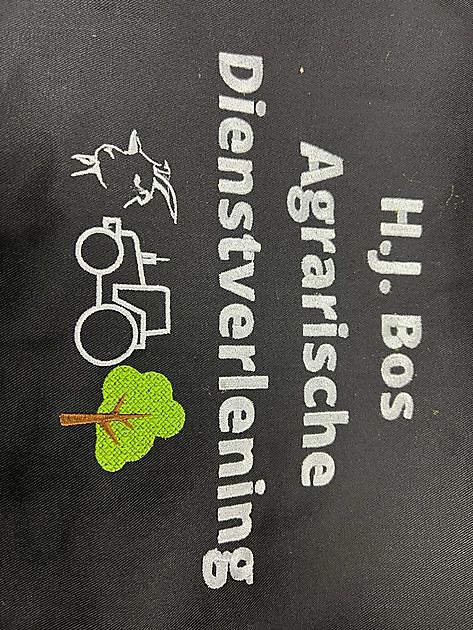 H.J. Bos
Agrarische
Dienstverlening